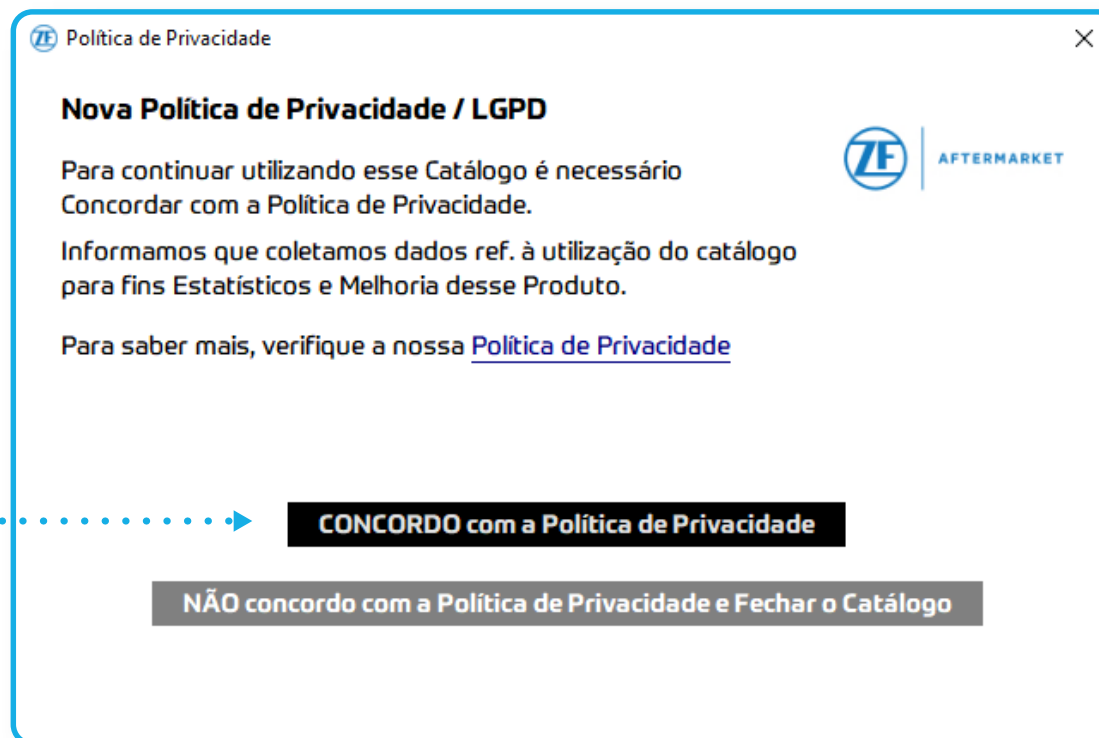 ZF Política de Privacidade
Nova Política de Privacidade / LGPD
ZF AFTERMARKET
Para continuar utilizando esse Catálogo é necessário
Concordar com a Política de Privacidade.
Informamos que coletamos dados ref. à utilização do catálogo
para fins Estatísticos e Melhoria desse Produto.
Para saber mais, verifique a nossa Política de Privacidade
CONCORDO com a Política de Privacidade
NÃO concordo com a Política de Privacidade e Fechar o Catálogo